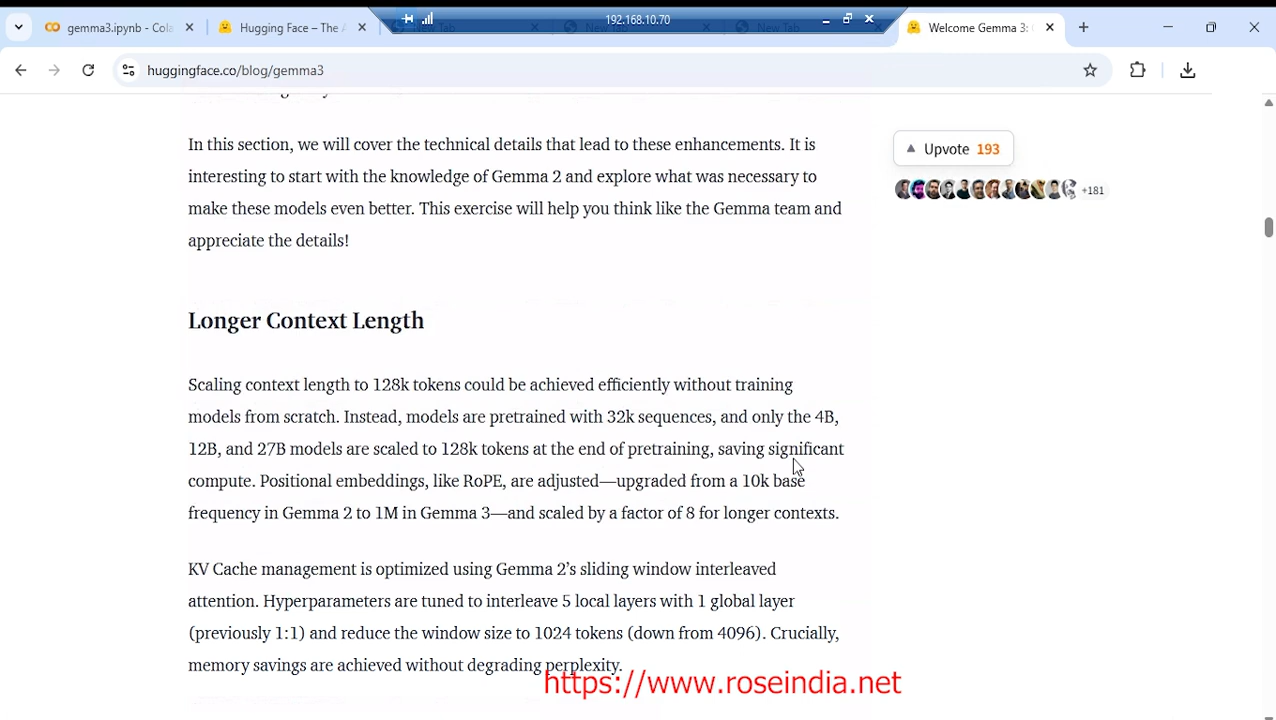 192.168.10.70
gemma3.ipynb - Cola
Hugging Face – The A
New Tab
New Tab
New Tab
Welcome Gemma 3:
huggingface.co/blog/gemma3
In this section, we will cover the technical details that lead to these enhancements. It is
interesting to start with the knowledge of Gemma 2 and explore what was necessary to
make these models even better. This exercise will help you think like the Gemma team and
appreciate the details!
Upvote 193
+181
Longer Context Length
Scaling context length to 128k tokens could be achieved efficiently without training
models from scratch. Instead, models are pretrained with 32k sequences, and only the 4B,
12B, and 27B models are scaled to 128k tokens at the end of pretraining, saving significant
compute. Positional embeddings, like RoPE, are adjusted—upgraded from a 10k base
frequency in Gemma 2 to 1M in Gemma 3—and scaled by a factor of 8 for longer contexts.
KV Cache management is optimized using Gemma 2’s sliding window interleaved
attention. Hyperparameters are tuned to interleave 5 local layers with 1 global layer
(previously 1:1) and reduce the window size to 1024 tokens (down from 4096). Crucially,
memory savings are achieved without degrading perplexity.
https://www.roseindia.net